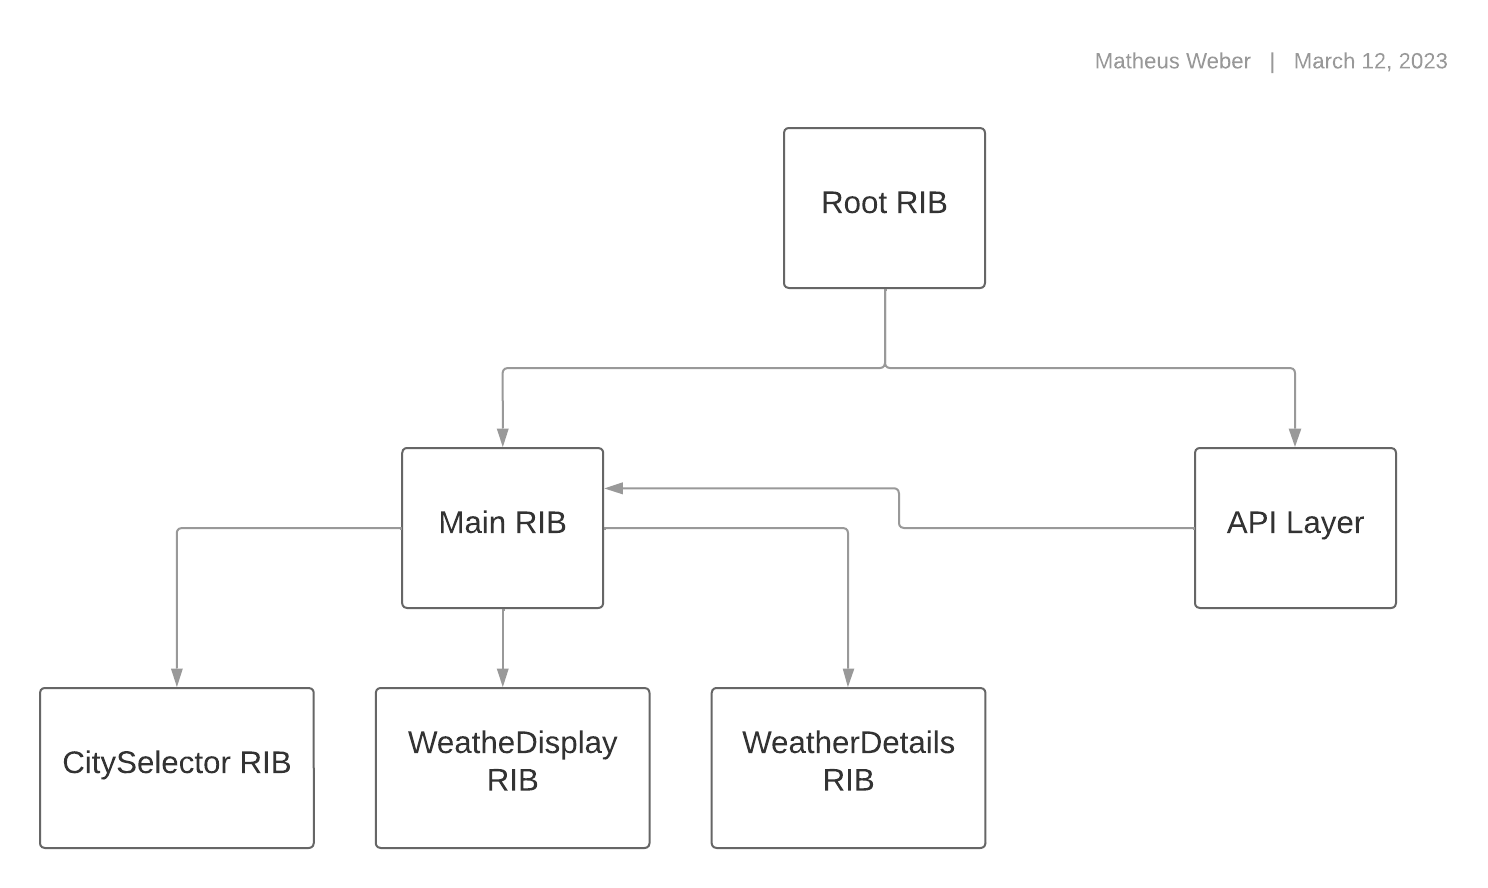 Matheus Weber | March 12, 2023
Root RIB
Main RIB
API Layer
CitySelector RIB
WeatheDisplay
RIB
WeatherDetails
RIB